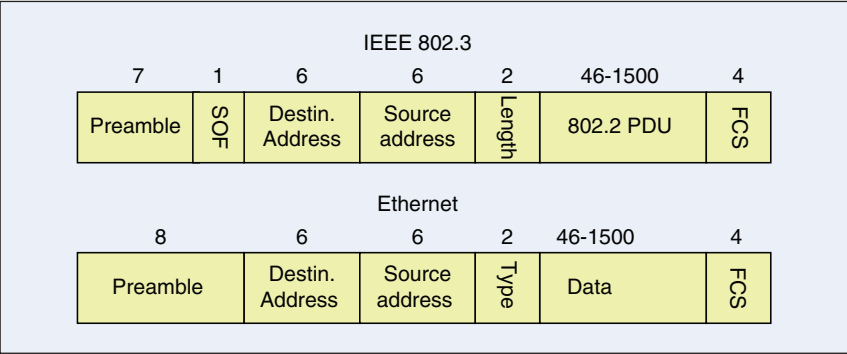 IEEE 802.3
7 1 6 6 2 46-1500 4
Preamble SOF Destin. Address Source address Length 802.2 PDU FCS
Ethernet
8 6 6 2 46-1500 4
Preamble Destin. Address Source address Type Data FCS